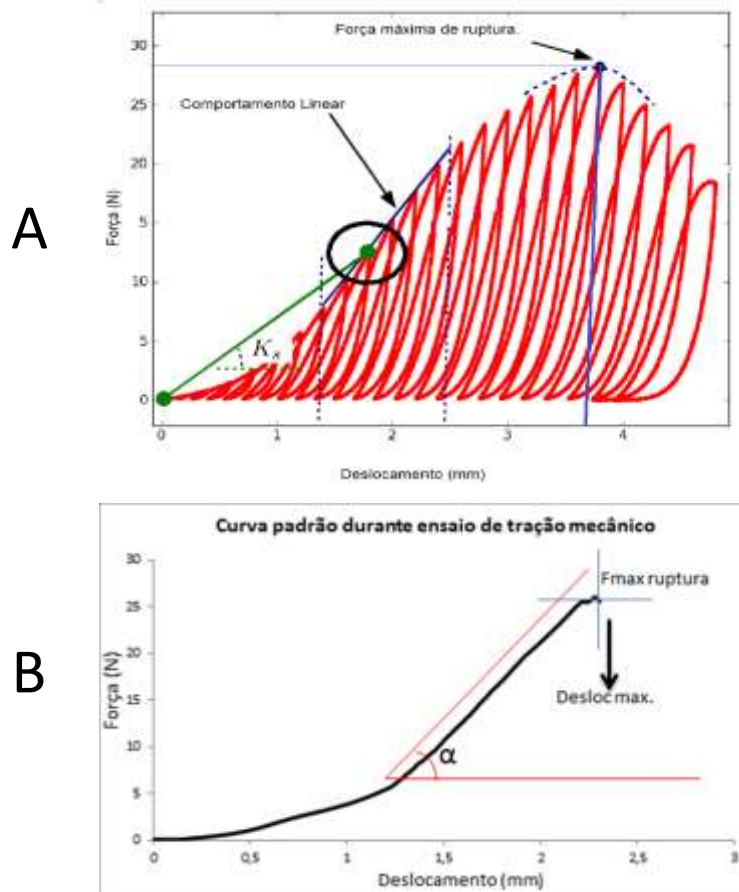 A
Força máxima de ruptura.
Comportamento Linear
Força (N)
30
25
20
5
10
5
0
K_s
0 1 2 3 4
Deslocamento (mm)
B
Curva padrão durante ensaio de tração mecânico
Força (N)
30
25
20
15
10
5
0
Fmax ruptura
Desloc max.
α
0 0,5 1 1,5 2 2,5 3
Deslocamento (mm)